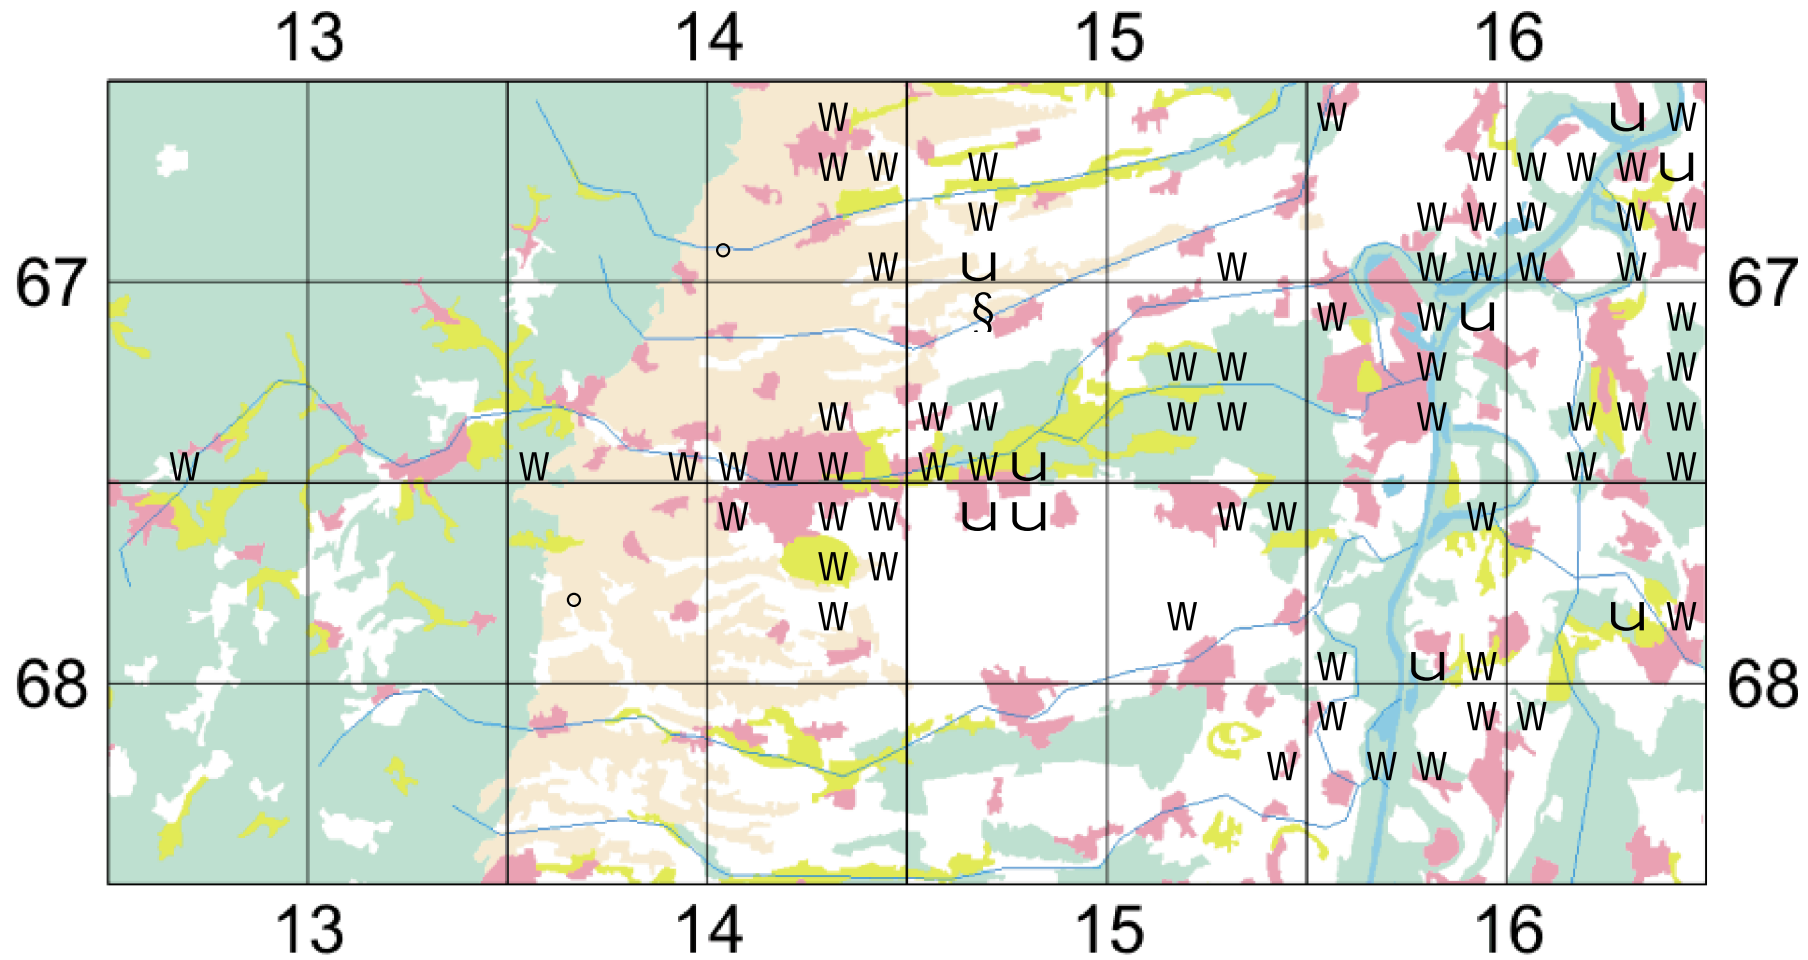 13 14 15 16
W W u W
W W W W W W W u
W W W W W W
67 W u W W W W W 67
§ W W u W
W W W W
W W W W W W W W W
W W W W W W W W u W W
W W W u u W W W
W W
W W u W
68 W u W 68
W W W
W W W
13 14 15 16